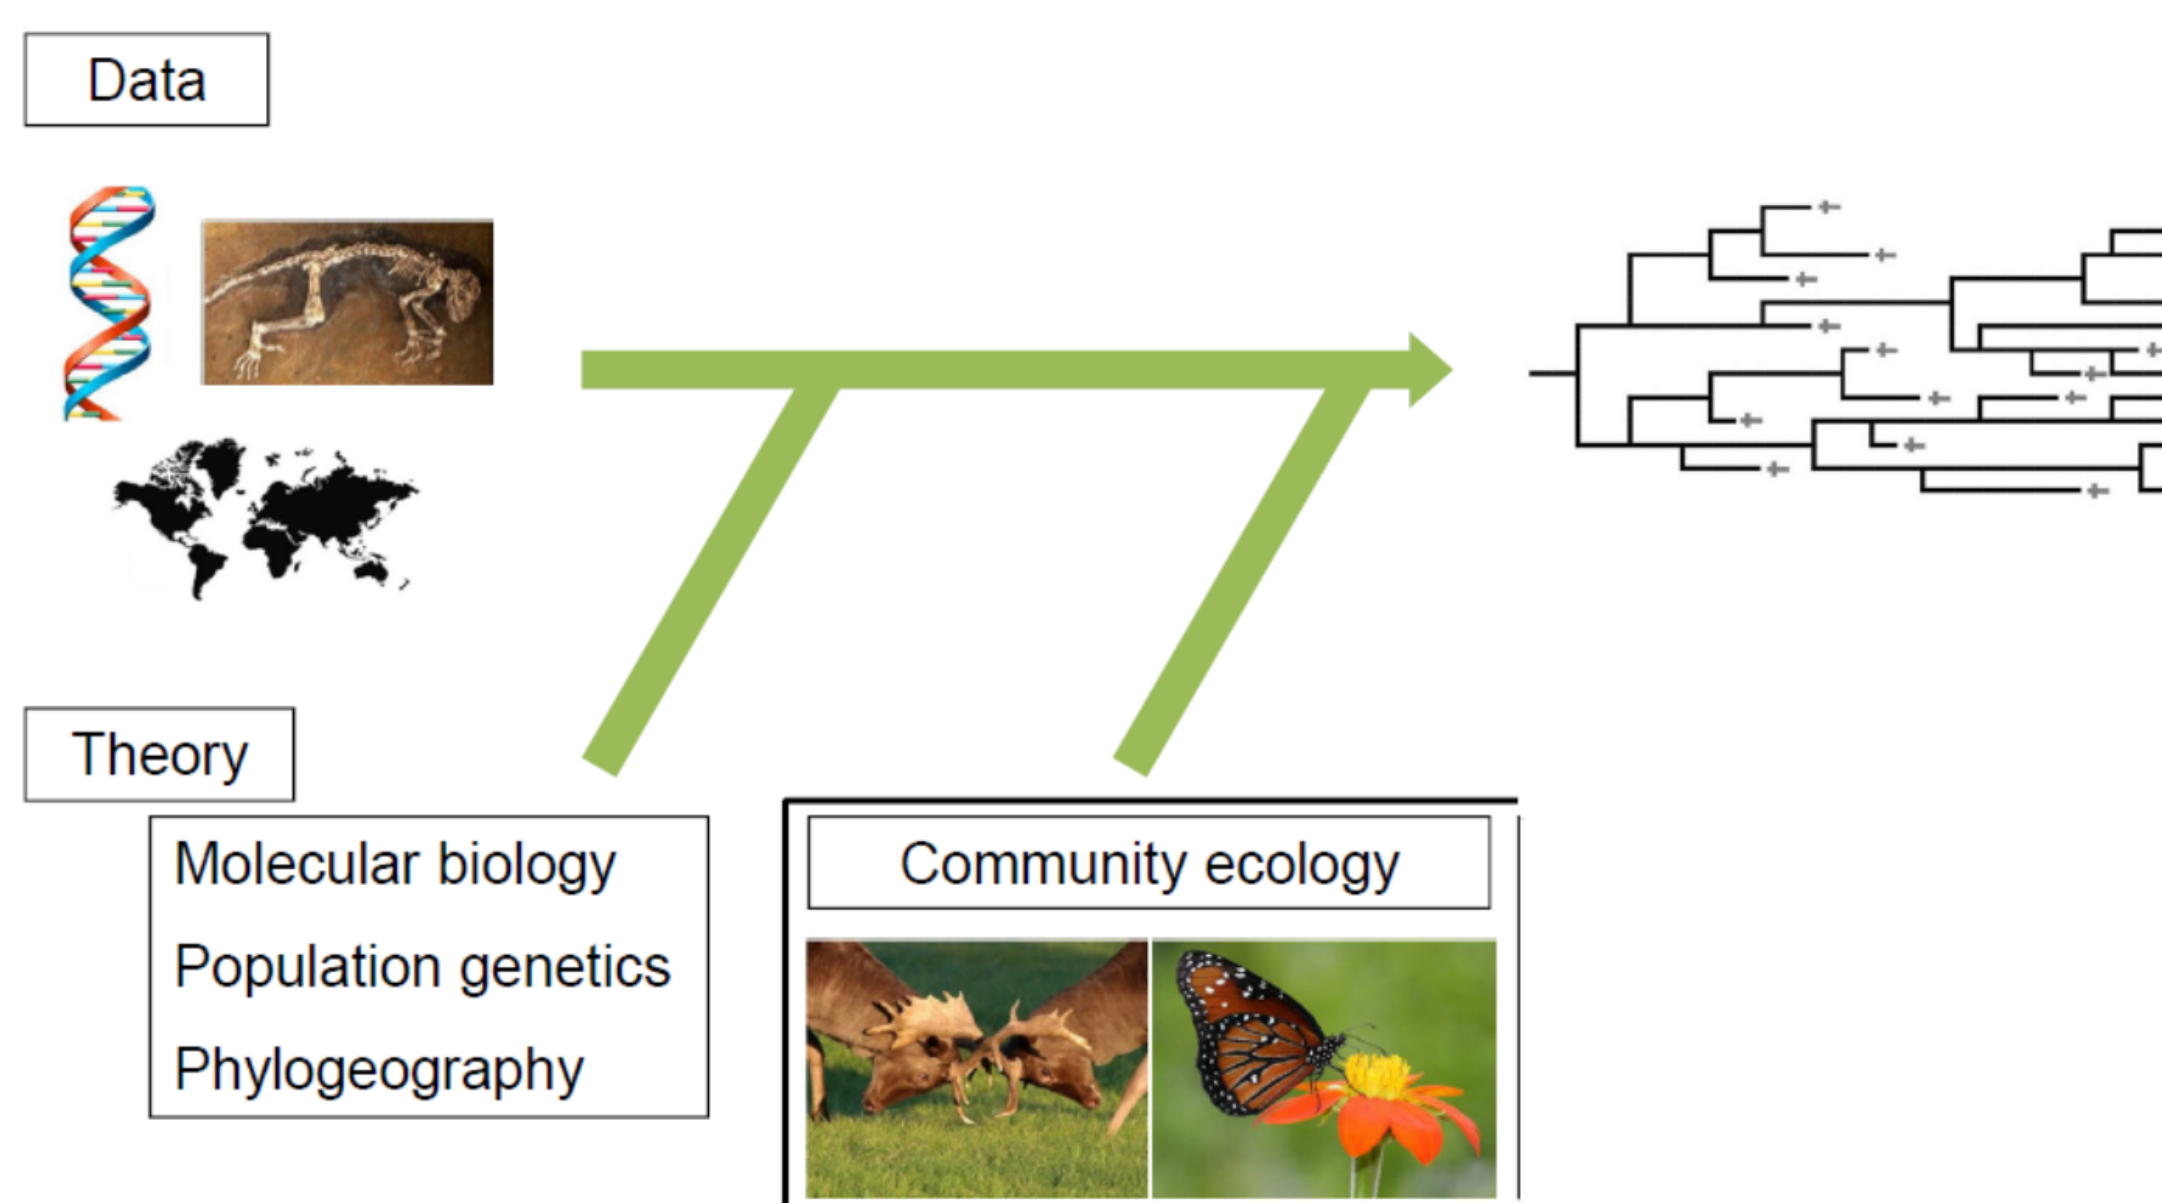 Data
Theory
Molecular biology
Population genetics
Phylogeography
Community ecology